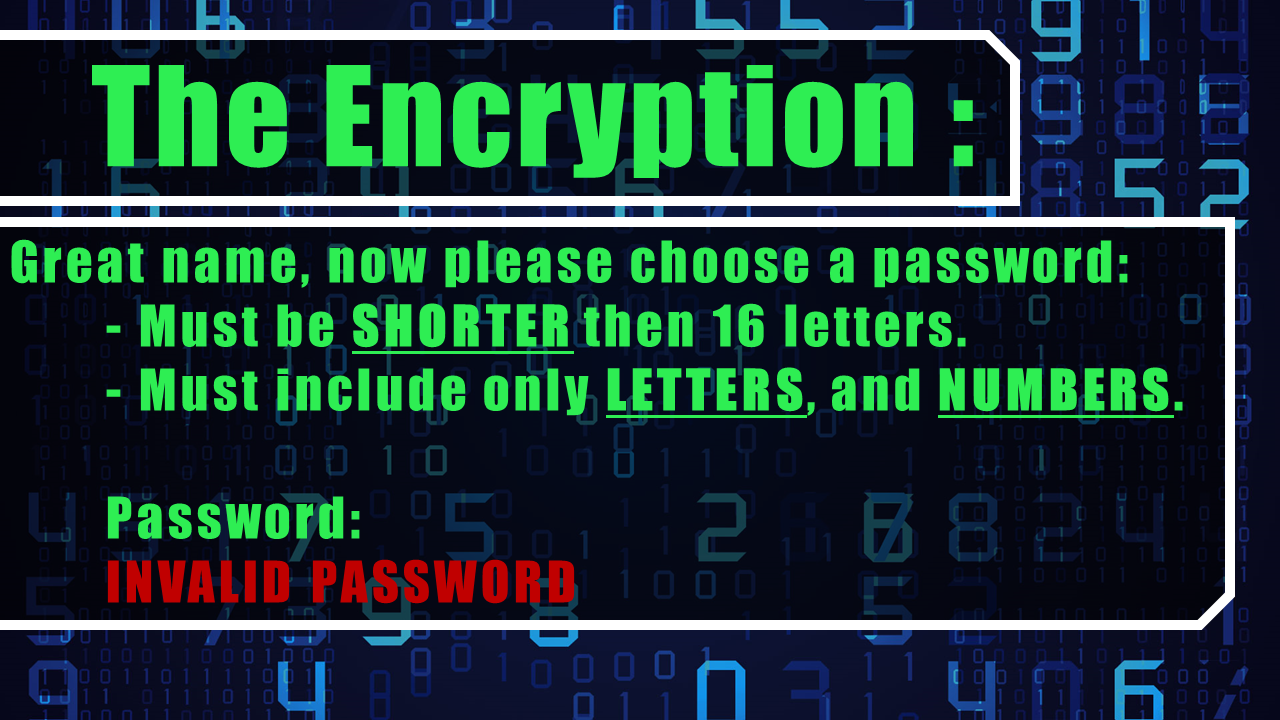 The Encryption :
Great name, now please choose a password:
- Must be SHORTER then 16 letters.
- Must include only LETTERS, and NUMBERS.
Password:
INVALID PASSWORD